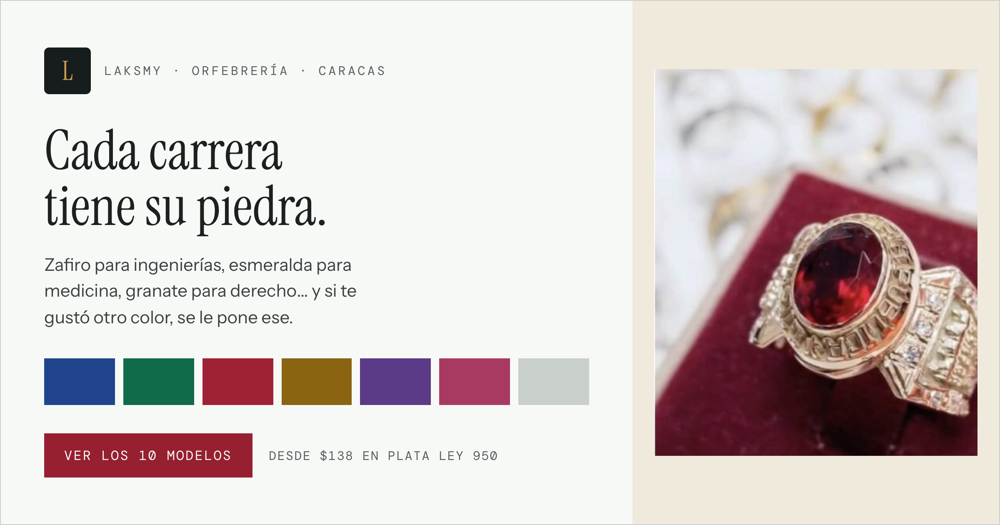 L
LAKSMY · ORFEBRERÍA · CARACAS
Cada carrera
tiene su piedra.
Zafiro para ingenierías, esmeralda para
medicina, granate para derecho... y si te
gustó otro color, se le pone ese.
VER LOS 10 MODELOS
DESDE $138 EN PLATA LEY 950